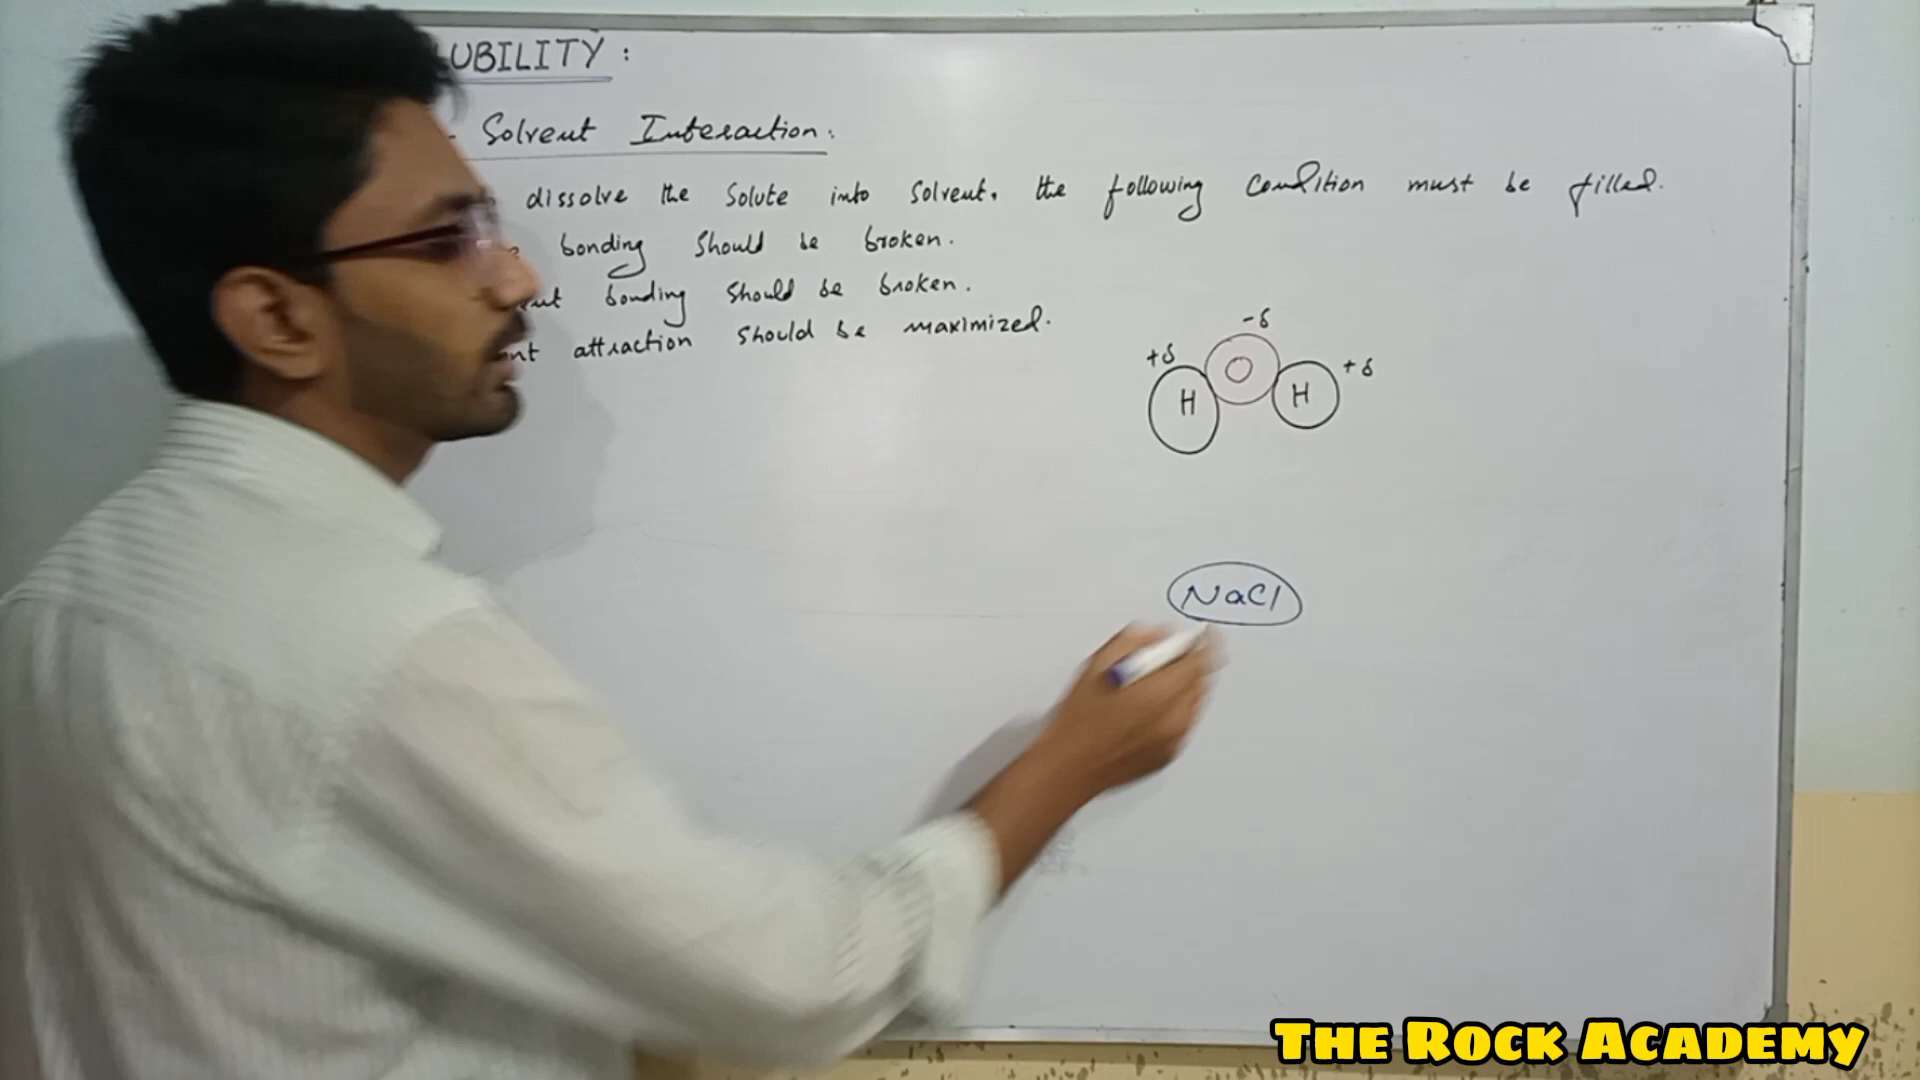 UBILITY :
- Solvent Interaction:
dissolve the Solute into Solvent. the following Condition must be filled.
bonding Should be broken.
bonding Should be broken.
attraction Should be maximized.
-δ
+δ
+δ
H O H
NaCl
THE ROCK ACADEMY